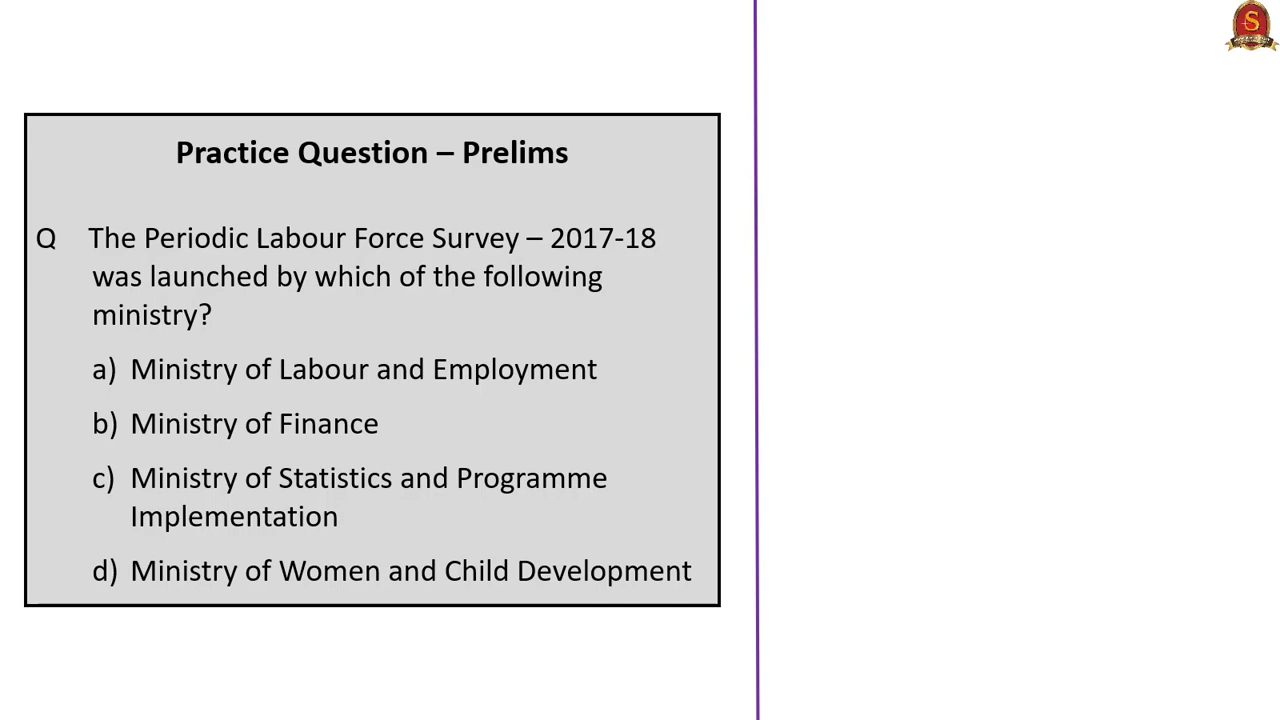 Practice Question – Prelims
Q The Periodic Labour Force Survey – 2017-18
was launched by which of the following
ministry?
a) Ministry of Labour and Employment
b) Ministry of Finance
c) Ministry of Statistics and Programme
Implementation
d) Ministry of Women and Child Development
S